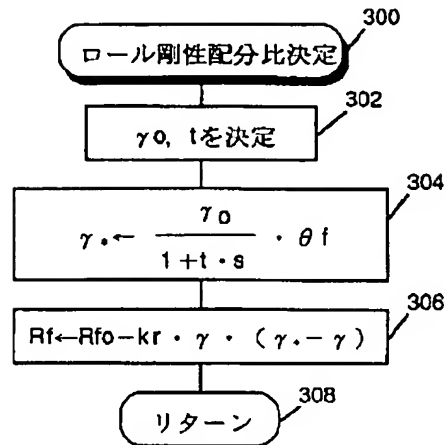 300
ロール剛性配分比決定
302
γ0, tを決定
304
γ* ← γ0 / 1+t・s ・ θf
306
Rf←Rf0−kr・γ・(γ*−γ)
リターン
308